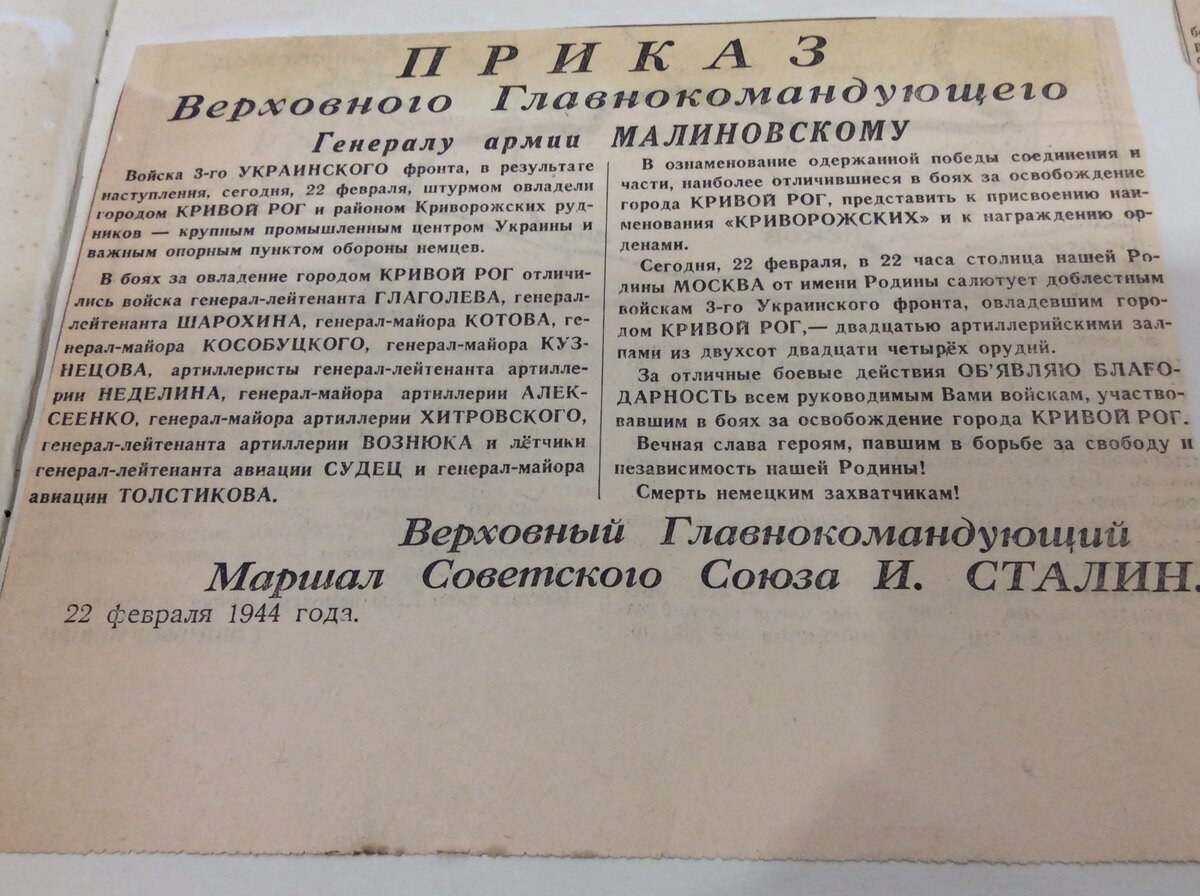 ПРИКАЗ
Верховного Главнокомандующего
Генералу армии МАЛИНОВСКОМУ
Войска 3-го УКРАИНСКОГО фронта, в результате
наступления, сегодня, 22 февраля, штурмом овладели
городом КРИВОЙ РОГ и районом Криворожских руд-
ников — крупным промышленным центром Украины и
важным опорным пунктом обороны немцев.
В боях за овладение городом КРИВОЙ РОГ отличи-
лись войска генерал-лейтенанта ГЛАГОЛЕВА, генерал-
лейтенанта ШАРОХИНА, генерал-майора КОТОВА, ге-
нерал-майора КОСОБУЦКОГО, генерал-майора КУЗ-
НЕЦОВА, артиллеристы генерал-лейтенанта артилле-
рии НЕДЕЛИНА, генерал-майора артиллерии АЛЕК-
СЕЕНКО, генерал-майора артиллерии ХИТРОВСКОГО,
генерал-лейтенанта артиллерии ВОЗНЮКА и лётчики
генерал-лейтенанта авиации СУДЕЦ и генерал-майора
авиации ТОЛСТИКОВА.
В ознаменование одержанной победы соединения и
части, наиболее отличившиеся в боях за освобождение
города КРИВОЙ РОГ, представить к присвоению наи-
менования «КРИВОРОЖСКИХ» и к награждению ор-
денами.
Сегодня, 22 февраля, в 22 часа столица нашей Ро-
дины МОСКВА от имени Родины салютует доблестным
войскам 3-го Украинского фронта, овладевшим горо-
дом КРИВОЙ РОГ,— двадцатью артиллерийскими зал-
пами из двухсот двадцати четырёх орудий.
За отличные боевые действия ОБ'ЯВЛЯЮ БЛАГО-
ДАРНОСТЬ всем руководимым Вами войскам, участво-
вавшим в боях за освобождение города КРИВОЙ РОГ.
Вечная слава героям, павшим в борьбе за свободу и
независимость нашей Родины!
Смерть немецким захватчикам!
Верховный Главнокомандующий
Маршал Советского Союза И. СТАЛИН.
22 февраля 1944 года.